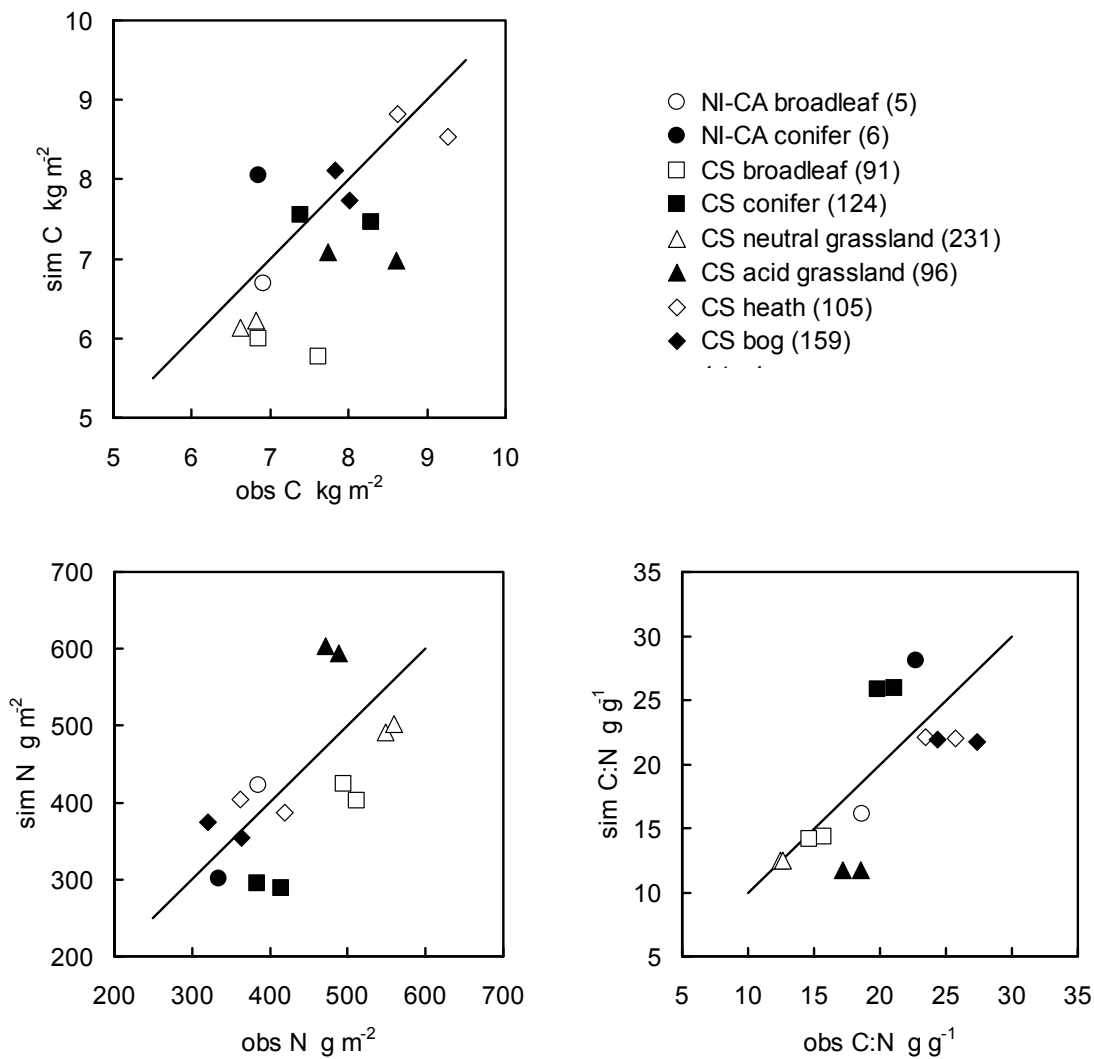 10
9
8
7
6
5
sim C kg m-2
5 6 7 8 9 10
obs C kg m-2
NI-CA broadleaf (5)
NI-CA conifer (6)
CS broadleaf (91)
CS conifer (124)
CS neutral grassland (231)
CS acid grassland (96)
CS heath (105)
CS bog (159)
700
600
500
400
300
200
sim N g m-2
200 300 400 500 600 700
obs N g m-2
35
30
25
20
15
10
5
sim C:N g g-1
5 10 15 20 25 30 35
obs C:N g g-1